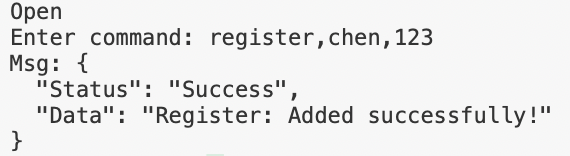 Open
Enter command: register,chen,123
Msg: {
  "Status": "Success",
  "Data": "Register: Added successfully!"
}